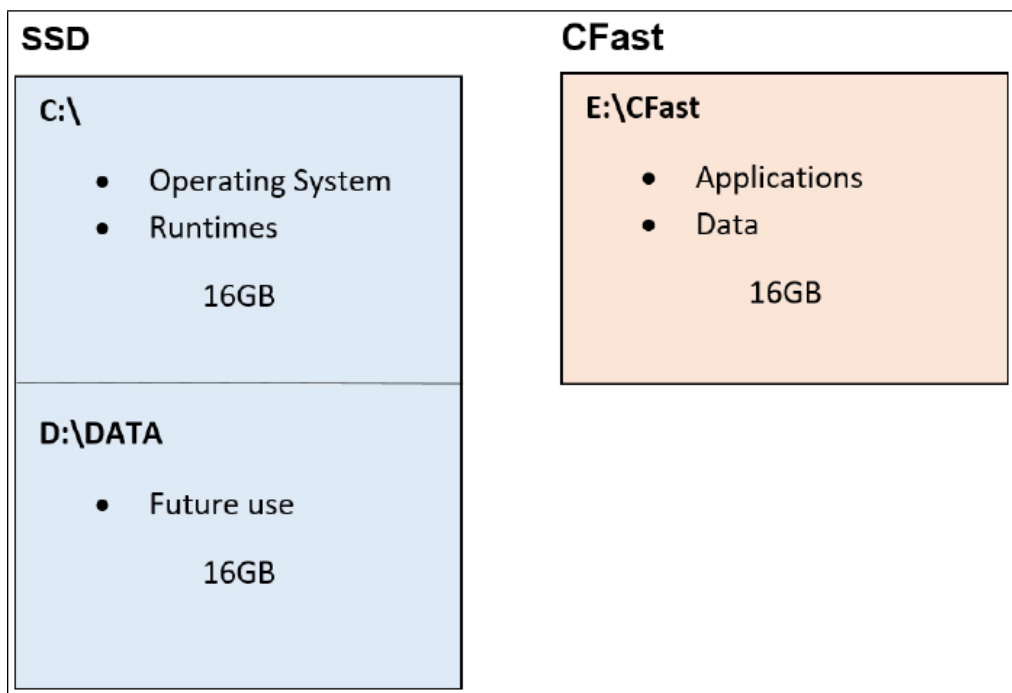 SSD
C:\
• Operating System
• Runtimes
16GB
D:\DATA
• Future use
16GB
CFast
E:\CFast
• Applications
• Data
16GB